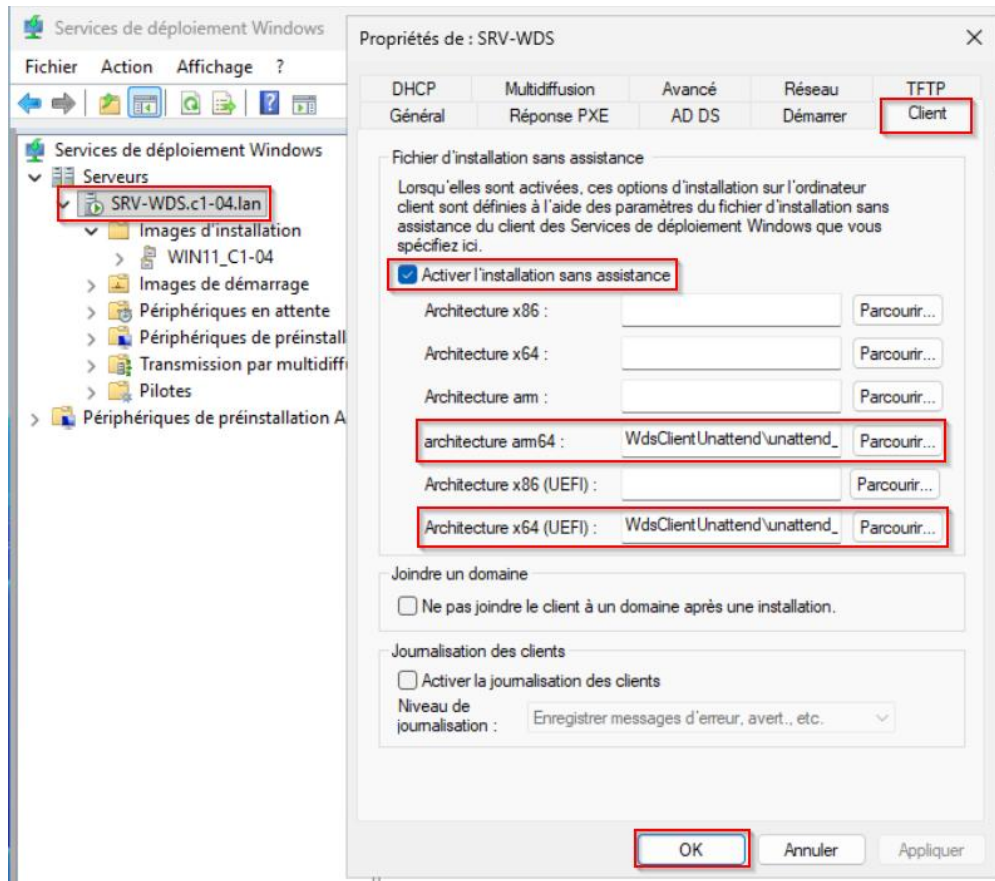 Services de déploiement Windows
Fichier Action Affichage ?
Services de déploiement Windows
Serveurs
SRV-WDS.c1-04.lan
Images d'installation
WIN11_C1-04
Images de démarrage
Périphériques en attente
Périphériques de préinstall
Transmission par multidiff
Pilotes
Périphériques de préinstallation A
Propriétés de : SRV-WDS
DHCP Multidiffusion Avancé Réseau TFTP
Général Réponse PXE AD DS Démarrer Client
Fichier d'installation sans assistance
Lorsqu'elles sont activées, ces options d'installation sur l'ordinateur
client sont définies à l'aide des paramètres du fichier d'installation sans
assistance du client des Services de déploiement Windows que vous
spécifiez ici.
Activer l'installation sans assistance
Architecture x86 : Parcourir...
Architecture x64 : Parcourir...
Architecture arm : Parcourir...
architecture arm64 : WdsClientUnattend\unattend_ Parcourir...
Architecture x86 (UEFI) : Parcourir...
Architecture x64 (UEFI) : WdsClientUnattend\unattend_ Parcourir...
Joindre un domaine
Ne pas joindre le client à un domaine après une installation.
Journalisation des clients
Activer la journalisation des clients
Niveau de
journalisation : Enregistrer messages d'erreur, avert., etc.
OK Annuler Appliquer